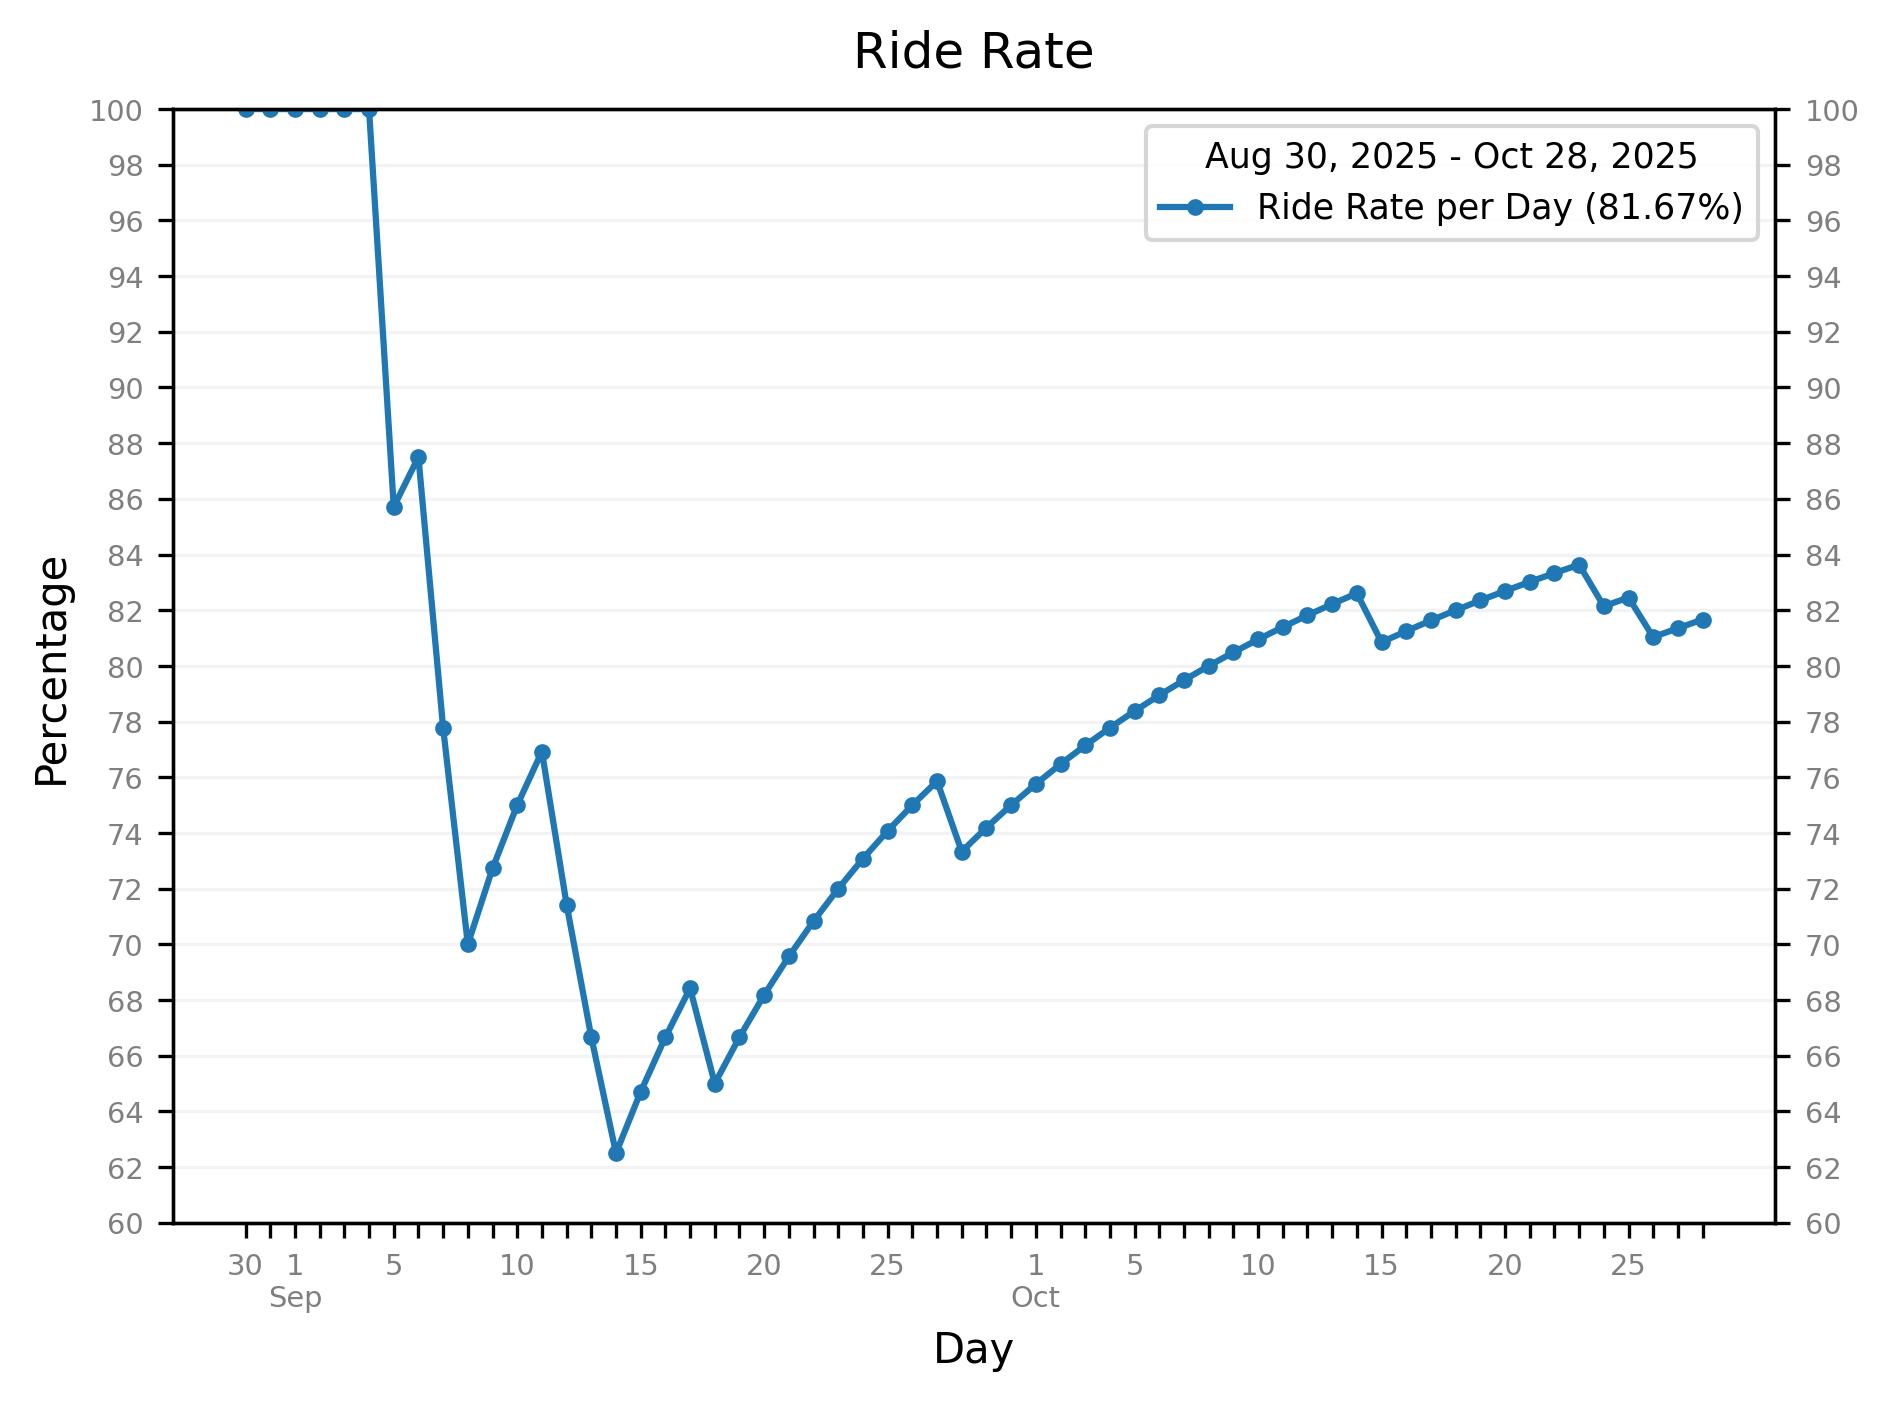 Ride Rate
100 100
98 Aug 30, 2025 - Oct 28, 2025 98
96 Ride Rate per Day (81.67%) 96
94 94
92 92
90 90
88 88
86 86
84 84
82 82
80 80
78 78
76 76
74 74
72 72
70 70
68 68
66 66
64 64
62 62
60 60
Percentage
30 1 5 10 15 20 25 1 5 10 15 20 25
Sep Oct
Day